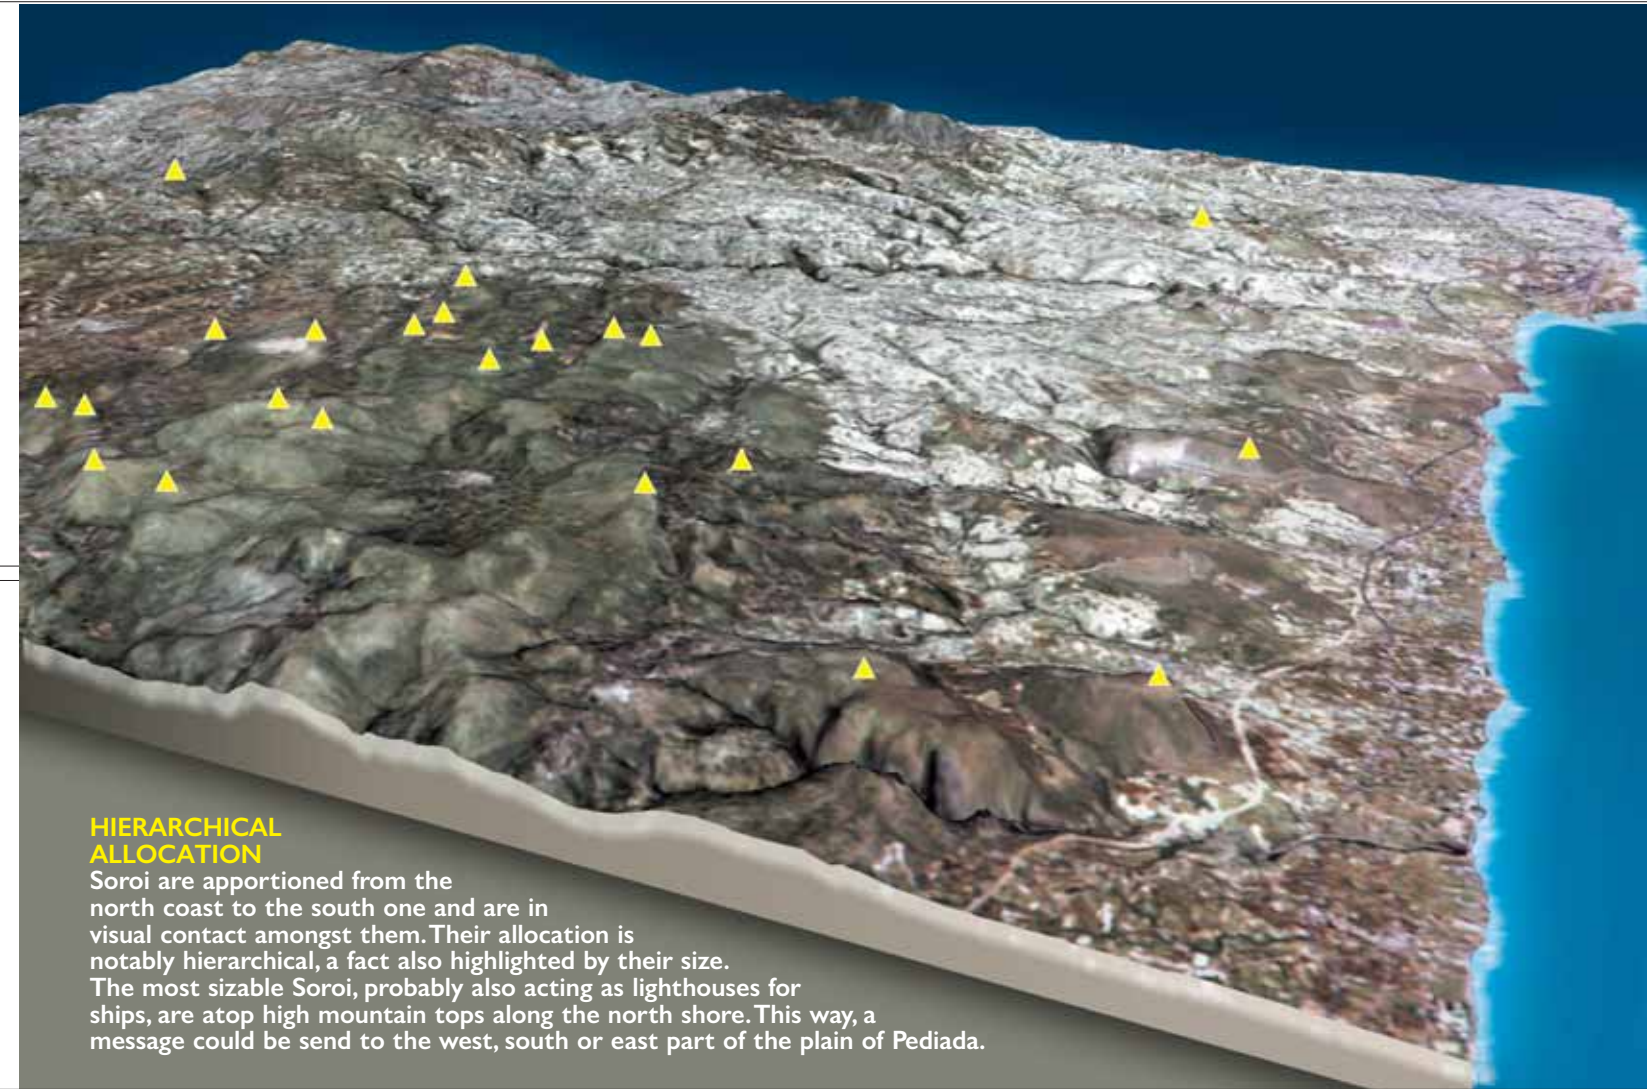 HIERARCHICAL
ALLOCATION
Soroi are apportioned from the
north coast to the south one and are in
visual contact amongst them. Their allocation is
notably hierarchical, a fact also highlighted by their size.
The most sizable Soroi, probably also acting as lighthouses for
ships, are atop high mountain tops along the north shore. This way, a
message could be send to the west, south or east part of the plain of Pediada.